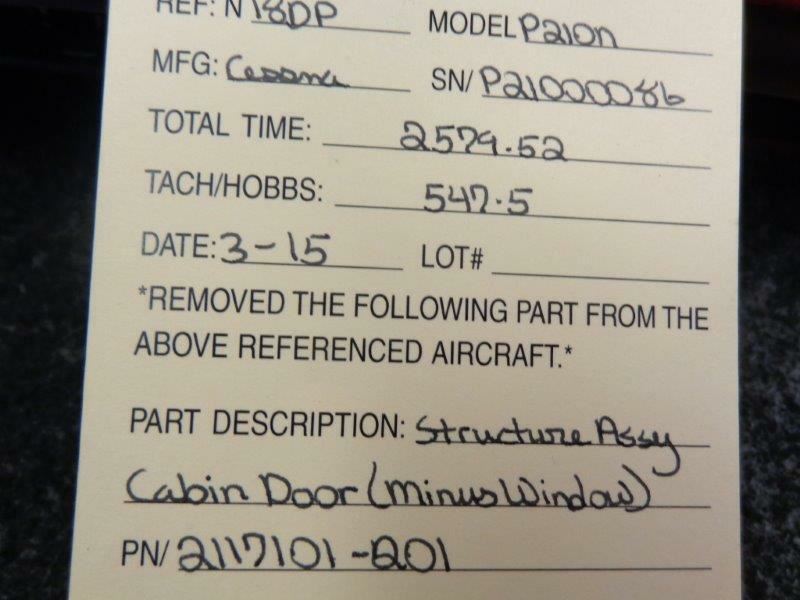 REF: N 18DP MODEL P210N
MFG: Cessna SN/ P21000086
TOTAL TIME: 2579.52
TACH/HOBBS: 547.5
DATE: 3-15 LOT#
*REMOVED THE FOLLOWING PART FROM THE
ABOVE REFERENCED AIRCRAFT.*
PART DESCRIPTION: Structure Assy
Cabin Door (minus Window)
PN/ 2117101-201